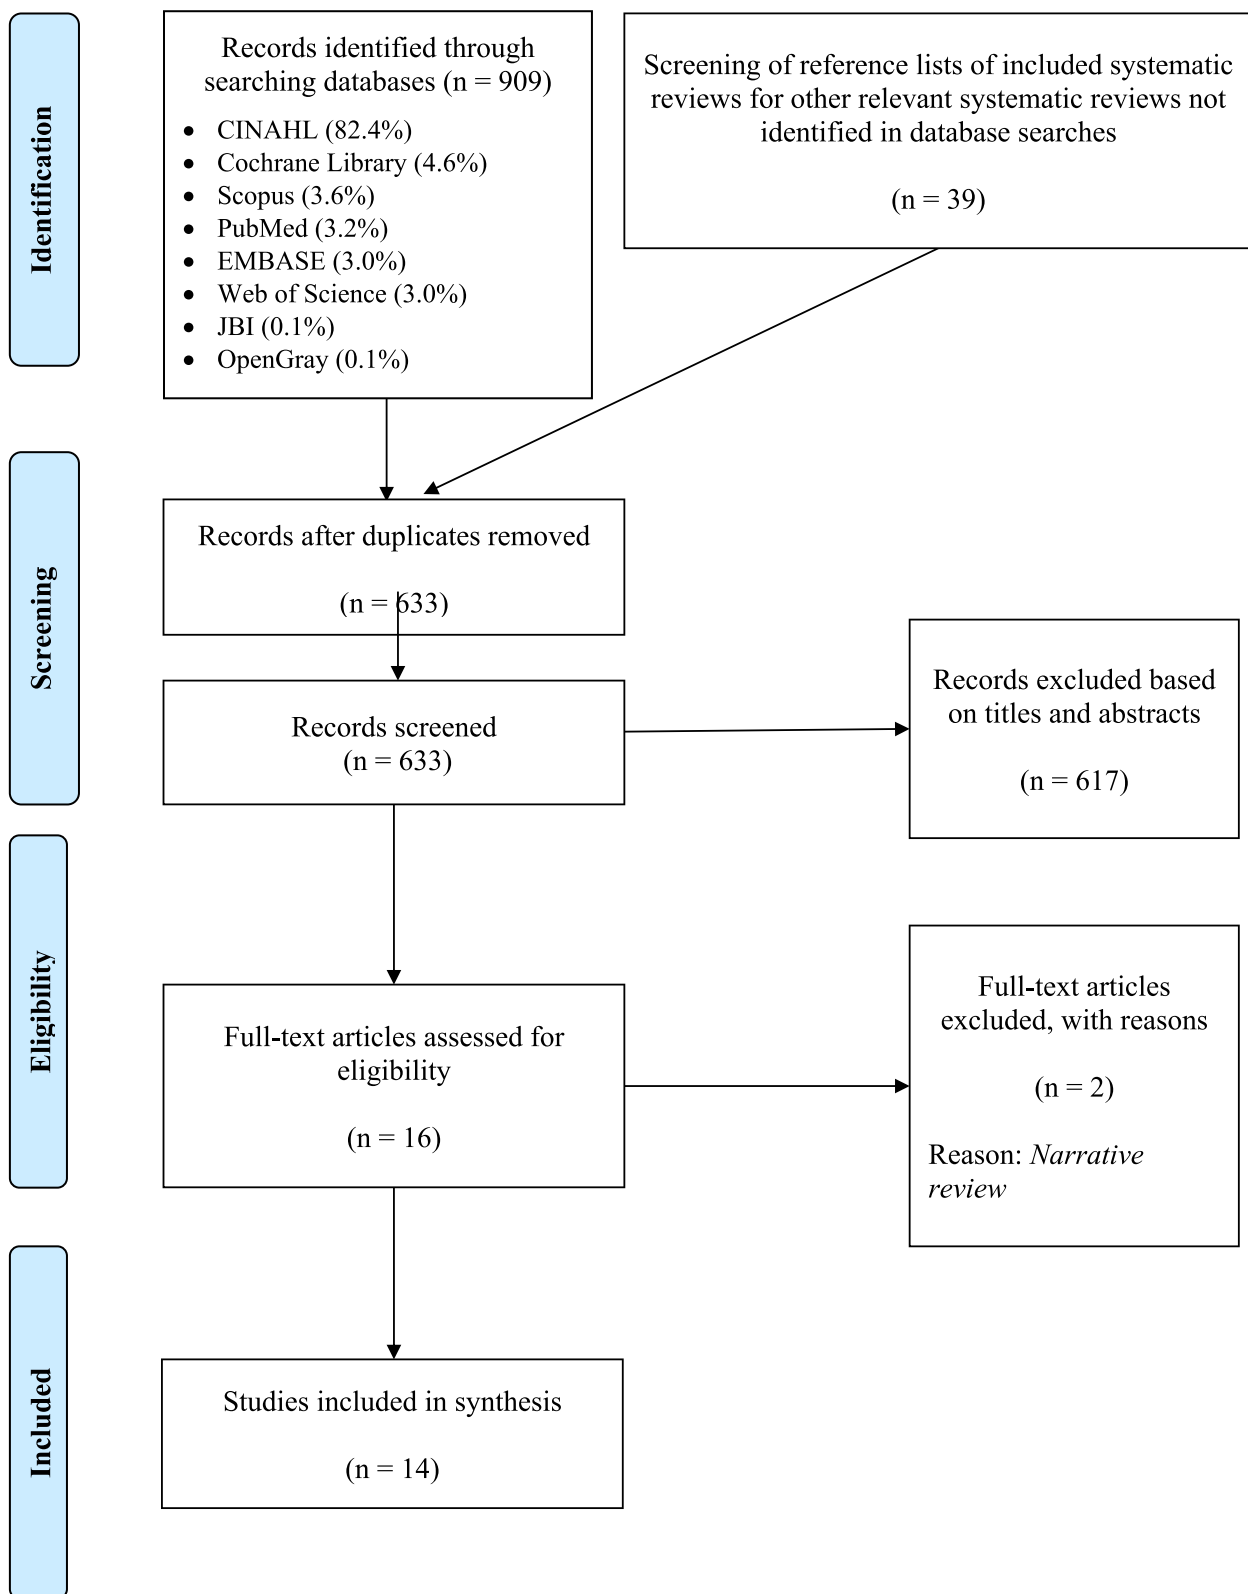 Identification
Records identified through
searching databases (n = 909)
• CINAHL (82.4%)
• Cochrane Library (4.6%)
• Scopus (3.6%)
• PubMed (3.2%)
• EMBASE (3.0%)
• Web of Science (3.0%)
• JBI (0.1%)
• OpenGray (0.1%)
Screening of reference lists of included systematic
reviews for other relevant systematic reviews not
identified in database searches
(n = 39)
Screening
Records after duplicates removed
(n = 633)
Records screened
(n = 633)
Records excluded based
on titles and abstracts
(n = 617)
Eligibility
Full-text articles assessed for
eligibility
(n = 16)
Full-text articles
excluded, with reasons
(n = 2)
Reason: Narrative
review
Included
Studies included in synthesis
(n = 14)